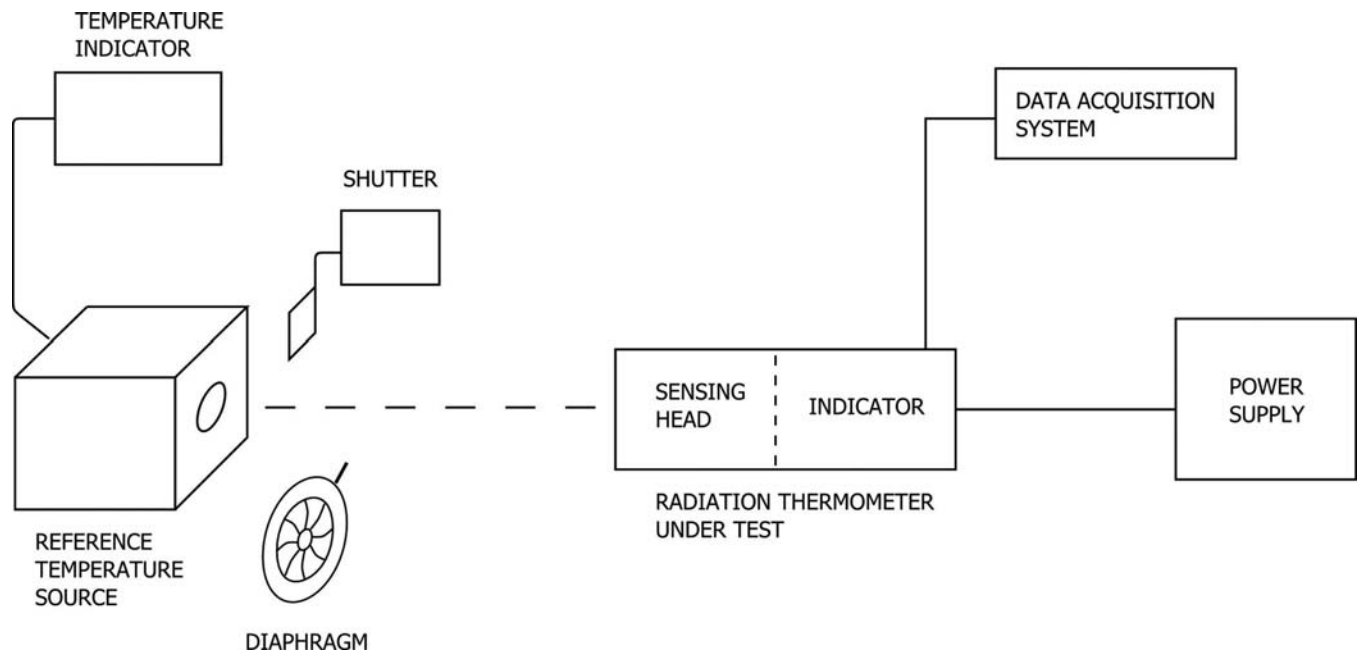 TEMPERATURE
INDICATOR
DATA ACQUISITION
SYSTEM
SHUTTER
SENSING
HEAD
INDICATOR
POWER
SUPPLY
RADIATION THERMOMETER
UNDER TEST
REFERENCE
TEMPERATURE
SOURCE
DIAPHRAGM